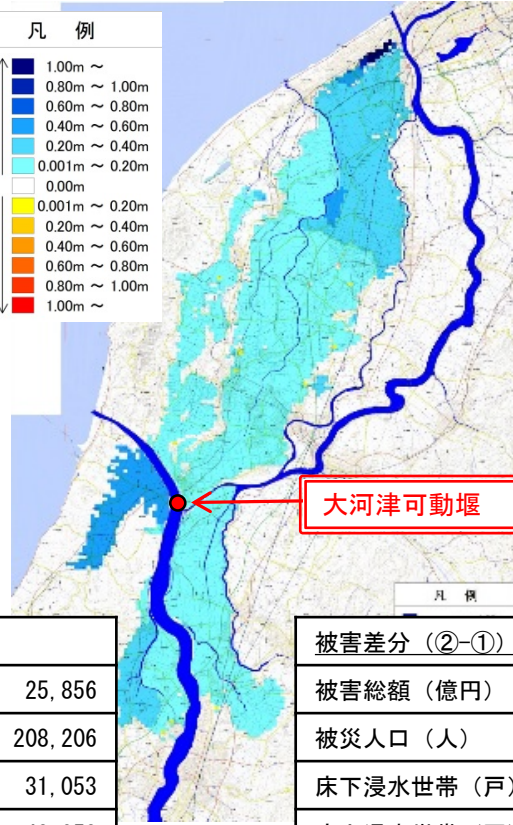 凡 例
1.00m ～
0.80m ～ 1.00m
0.60m ～ 0.80m
0.40m ～ 0.60m
0.20m ～ 0.40m
0.001m ～ 0.20m
0.00m
0.001m ～ 0.20m
0.20m ～ 0.40m
0.40m ～ 0.60m
0.60m ～ 0.80m
0.80m ～ 1.00m
1.00m ～
大河津可動堰
凡 例
25,856
208,206
31,053
被害差分（②-①）
被害総額（億円）
被災人口（人）
床下浸水世帯（戸）